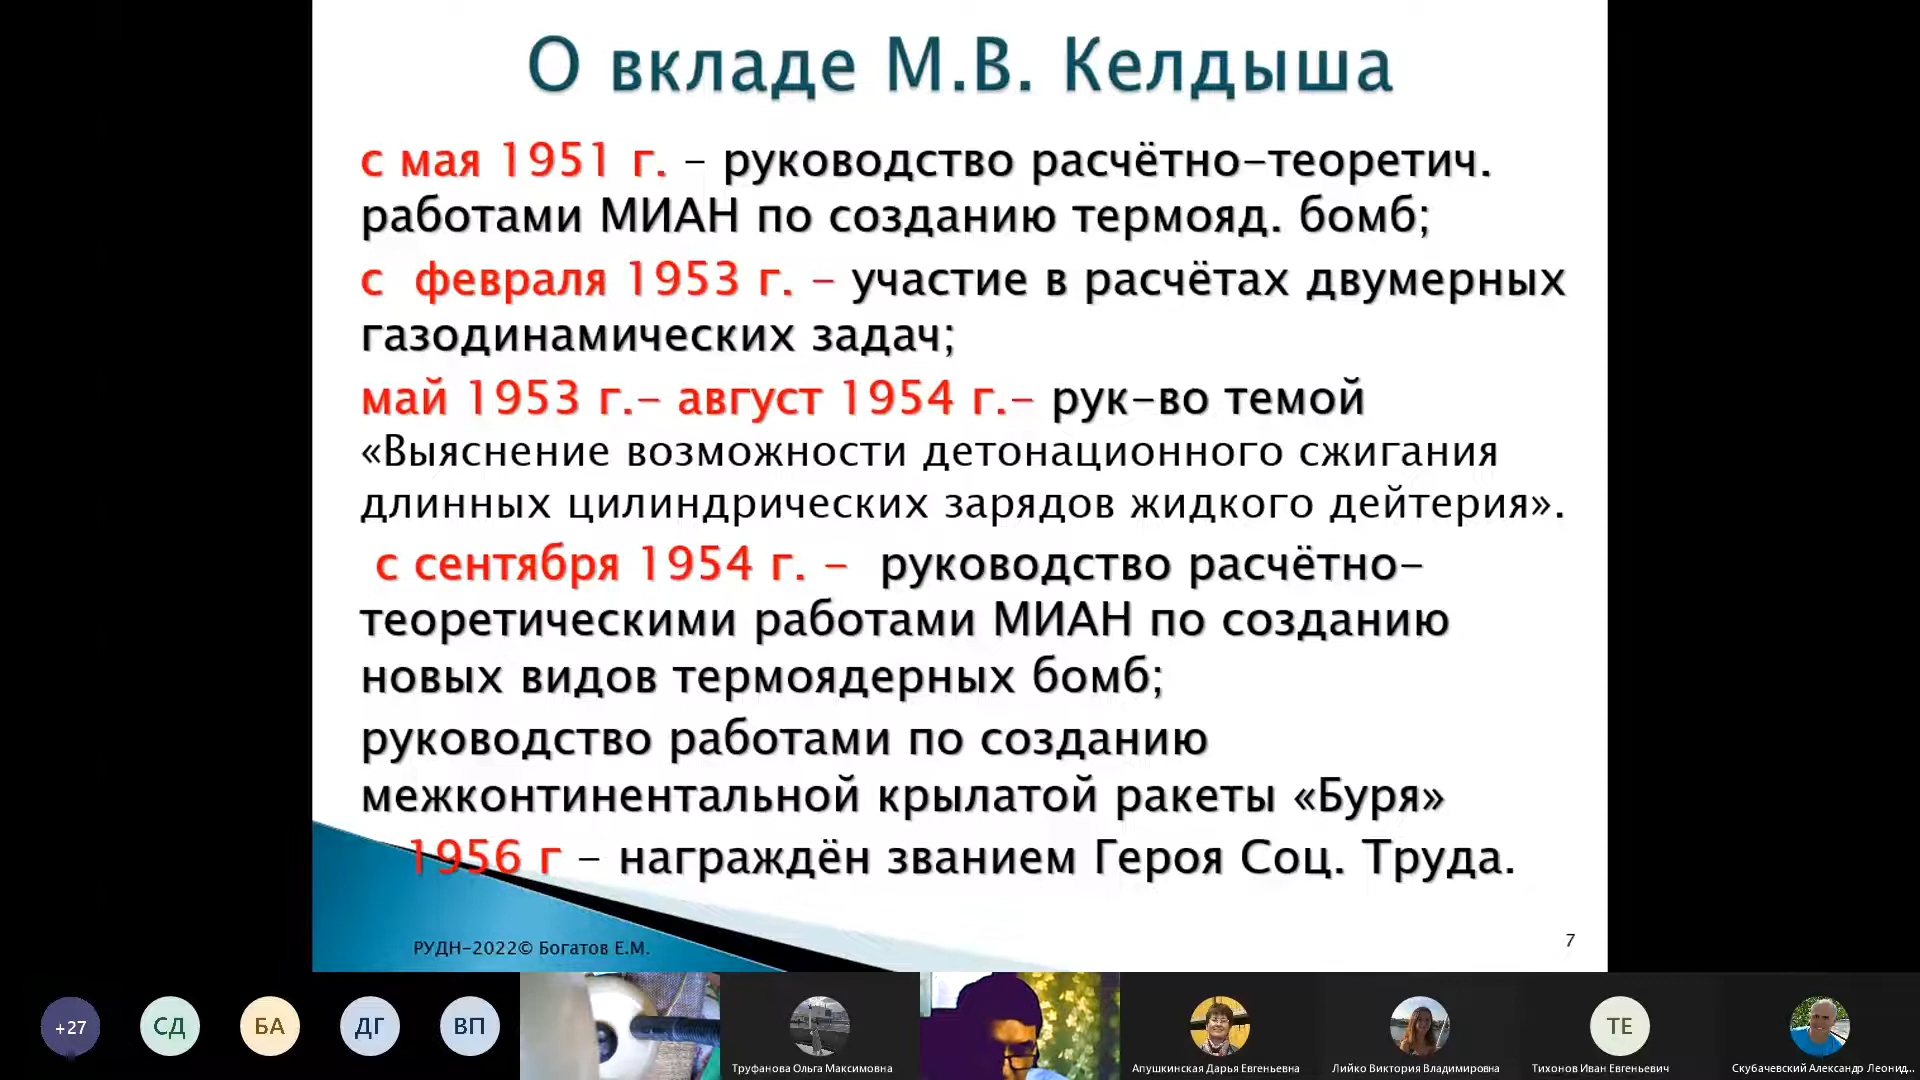 О вкладе М.В. Келдыша
с мая 1951 г. – руководство расчётно-теоретич.
работами МИАН по созданию термояд. бомб;
с февраля 1953 г. – участие в расчётах двумерных
газодинамических задач;
май 1953 г.– август 1954 г.– рук-во темой
«Выяснение возможности детонационного сжигания
длинных цилиндрических зарядов жидкого дейтерия».
с сентября 1954 г. – руководство расчётно-
теоретическими работами МИАН по созданию
новых видов термоядерных бомб;
руководство работами по созданию
межконтинентальной крылатой ракеты «Буря»
1956 г – награждён званием Героя Соц. Труда.
РУДН-2022© Богатов Е.М.
7
+27
СД
БА
ДГ
ВП
ТЕ
Труфанова Ольга Максимовна
Апушкинская Дарья Евгеньевна
Лийко Виктория Владимировна
Тихонов Иван Евгеньевич
Скубачевский Александр Леонид...